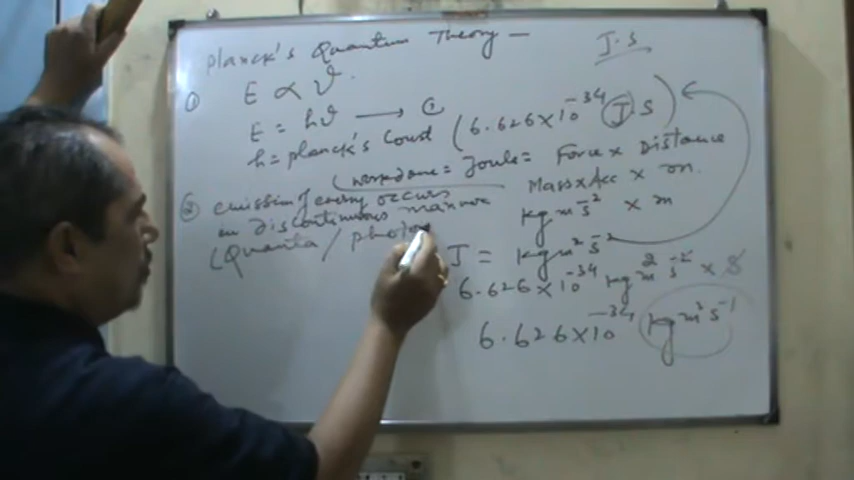 Planck's Quantum Theory —
J.S
① E ∝ ν.
E = hν ⟶ ①
h = planck's Const (6.626×10⁻³⁴ J S)
workdone = Joule = Force × Distance
Mass × Acc × m.
kg m s⁻² × m
② emission of energy occurs
in discontinuous manner
(Quanta / photon
J = kg m² s⁻²
6.626×10⁻³⁴ kg m² s⁻² × S
6.626×10⁻³⁴ kg m² s⁻¹